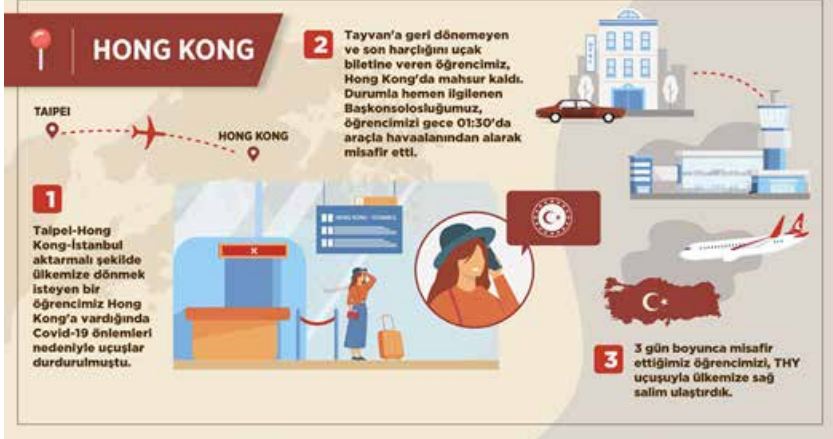 HONG KONG
TAIPEI
HONG KONG
1
Taipel-Hong
Kong-İstanbul
aktarmalı şekilde
ülkemize dönmek
isteyen bir
öğrencimiz Hong
Kong'a vardığında
Covid-19 önlemleri
nedeniyle uçuşlar
durdurulmuştu.
2
Tayvan'a geri dönemeyen
ve son harçlığını uçak
biletine veren öğrencimiz,
Hong Kong'da mahsur kaldı.
Durumla hemen ilgilenen
Başkonsolosluğumuz,
öğrencimizi gece 01:30'da
araçla havaalanından alarak
misafir etti.
HONG KONG - ISTANBUL
3
3 gün boyunca misafir
ettiğimiz öğrencimizi, THY
uçuşuyla ülkemize sağ
salim ulaştırdık.